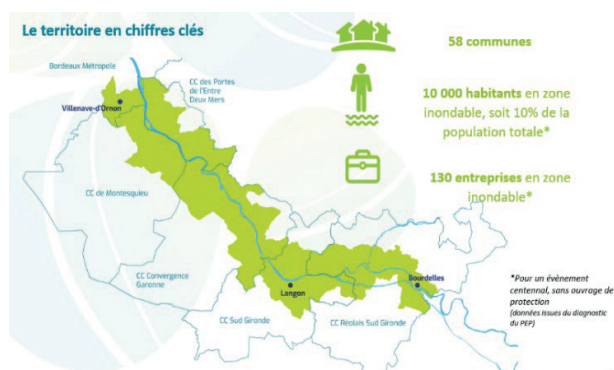 Le territoire en chiffres clés
58 communes
10 000 habitants en zone
inondable, soit 10% de la
population totale*
130 entreprises en zone
inondable*
Bordeaux Métropole
CC des Portes
de l'Entre
Deux Mers
Villenave-d'Ornon
CC de Montesquieu
CC Convergence
Garonne
Langon
Bourdelles
CC Sud Gironde
CC Réolais Sud Gironde
*Pour un évènement
centennal, sans ouvrage de
protection
(données issues du diagnostic
du PEP)